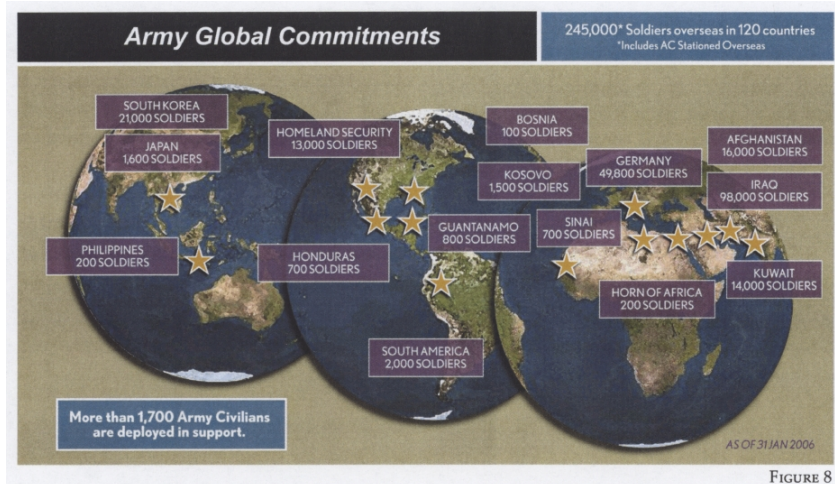 Army Global Commitments
245,000* Soldiers overseas in 120 countries
*Includes AC Stationed Overseas
SOUTH KOREA
21,000 SOLDIERS
JAPAN
1,600 SOLDIERS
PHILIPPINES
200 SOLDIERS
HOMELAND SECURITY
13,000 SOLDIERS
HONDURAS
700 SOLDIERS
GUANTANAMO
800 SOLDIERS
SOUTH AMERICA
2,000 SOLDIERS
BOSNIA
100 SOLDIERS
KOSOVO
1,500 SOLDIERS
GERMANY
49,800 SOLDIERS
SINAI
700 SOLDIERS
HORN OF AFRICA
200 SOLDIERS
AFGHANISTAN
16,000 SOLDIERS
IRAQ
98,000 SOLDIERS
KUWAIT
14,000 SOLDIERS
More than 1,700 Army Civilians
are deployed in support.
AS OF 31 JAN 2006
FIGURE 8